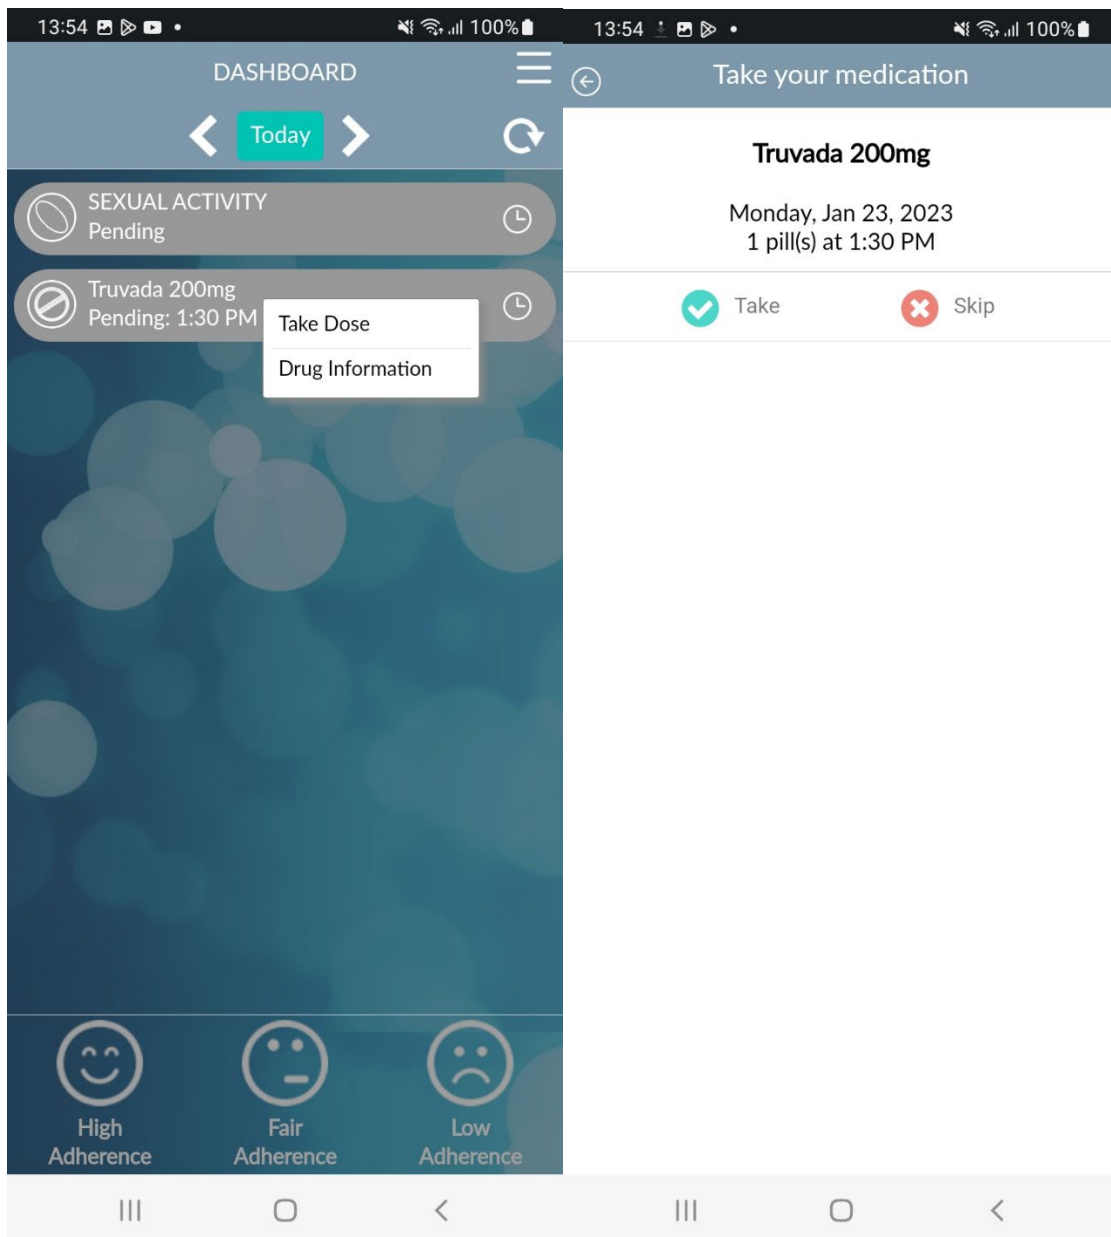 13:54
100%
DASHBOARD
Today
SEXUAL ACTIVITY
Pending
Truvada 200mg
Pending: 1:30 PM
Take Dose
Drug Information
High
Adherence
Fair
Adherence
Low
Adherence
13:54
100%
Take your medication
Truvada 200mg
Monday, Jan 23, 2023
1 pill(s) at 1:30 PM
Take
Skip